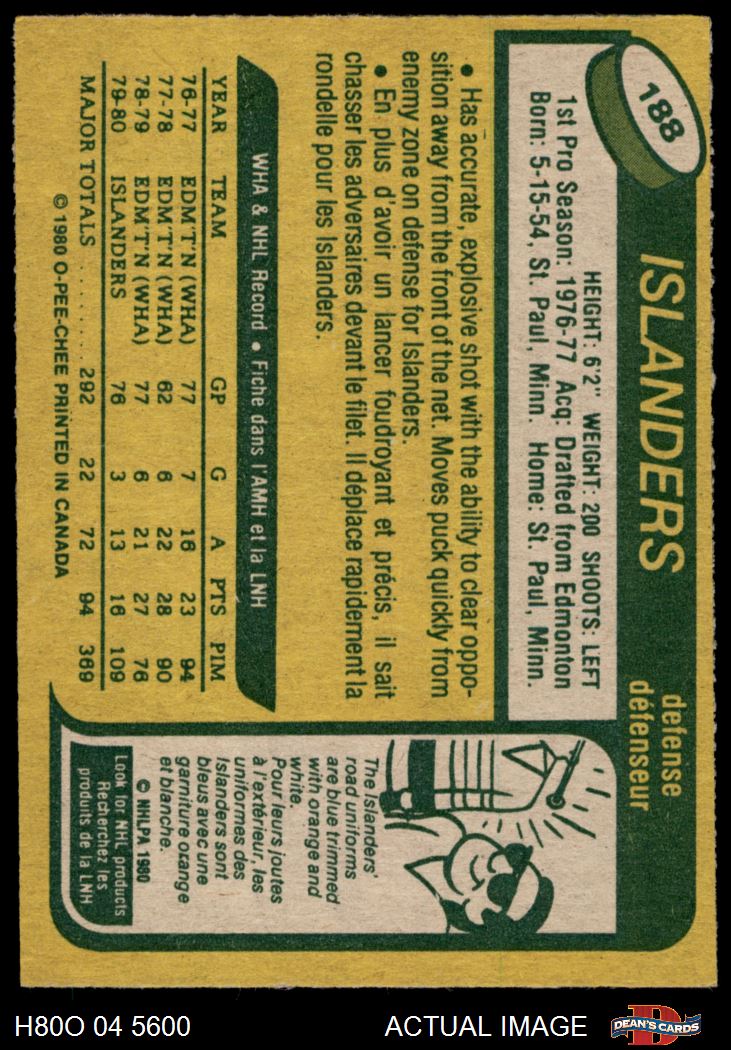 188
ISLANDERS
defense
défenseur
HEIGHT: 6'2" WEIGHT: 200 SHOOTS: LEFT
1st Pro Season: 1976-77 Acq: Drafted from Edmonton
Born: 5-15-54, St. Paul, Minn. Home: St. Paul, Minn.
• Has accurate, explosive shot with the ability to clear oppo-
sition away from the front of the net. Moves puck quickly from
enemy zone on defense for Islanders.
• En plus d'avoir un lancer foudroyant et précis, il sait
chasser les adversaires devant le filet. Il déplace rapidement la
rondelle pour les Islanders.
WHA & NHL Record • Fiche dans l'AMH et la LNH
YEAR TEAM GP G A PTS PIM
76-77 EDM'T'N (WHA) 77 7 16 23 94
77-78 EDM'T'N (WHA) 62 6 22 28 90
78-79 EDM'T'N (WHA) 77 6 21 27 76
79-80 ISLANDERS 76 3 13 16 109
MAJOR TOTALS ........ 292 22 72 94 369
© 1980 O-PEE-CHEE PRINTED IN CANADA
The Islanders'
road uniforms
are blue trimmed
with orange and
white.
Pour leurs joutes
à l'extérieur, les
uniformes des
Islanders sont
bleus avec une
garniture orange
et blanche.
© NHLPA 1980
Look for NHL products
Recherchez les
produits de la LNH
H80O 04 5600
ACTUAL IMAGE
D
DEAN'S CARDS